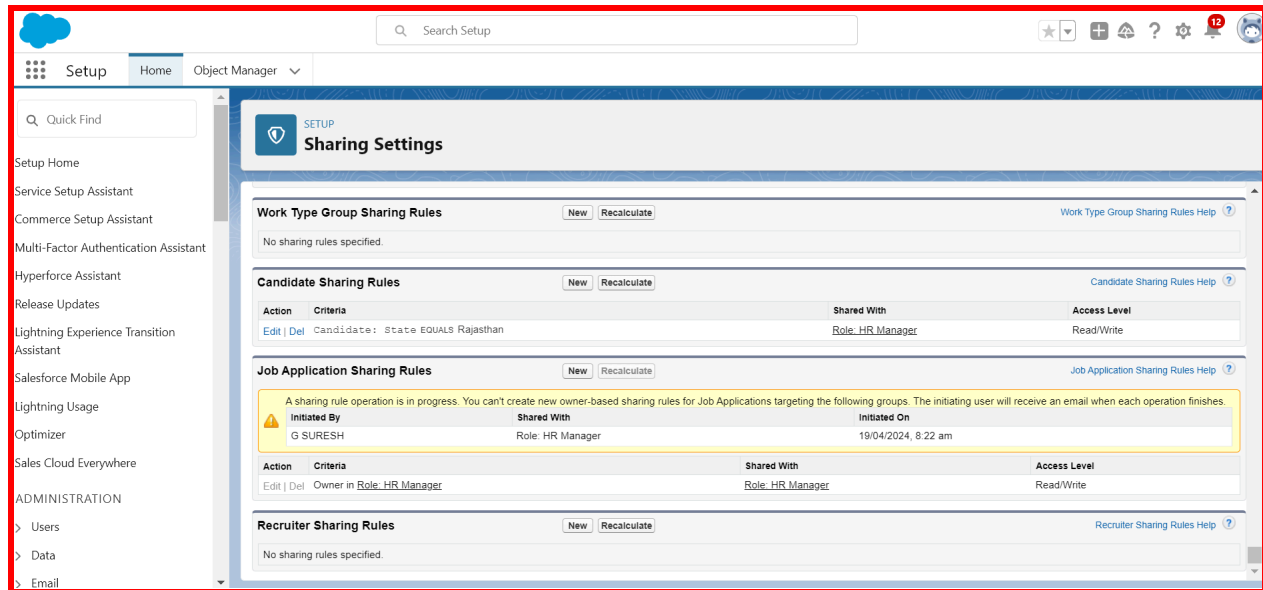 Search Setup
12
Setup
Home
Object Manager
Quick Find
Setup Home
Service Setup Assistant
Commerce Setup Assistant
Multi-Factor Authentication Assistant
Hyperforce Assistant
Release Updates
Lightning Experience Transition
Assistant
Salesforce Mobile App
Lightning Usage
Optimizer
Sales Cloud Everywhere
ADMINISTRATION
> Users
> Data
> Email
SETUP
Sharing Settings
Work Type Group Sharing Rules New Recalculate Work Type Group Sharing Rules Help ?
No sharing rules specified.
Candidate Sharing Rules New Recalculate Candidate Sharing Rules Help ?
Action Criteria Shared With Access Level
Edit | Del Candidate: State EQUALS Rajasthan Role: HR Manager Read/Write
Job Application Sharing Rules New Recalculate Job Application Sharing Rules Help ?
A sharing rule operation is in progress. You can't create new owner-based sharing rules for Job Applications targeting the following groups. The initiating user will receive an email when each operation finishes.
Initiated By Shared With Initiated On
G SURESH Role: HR Manager 19/04/2024, 8:22 am
Action Criteria Shared With Access Level
Edit | Del Owner in Role: HR Manager Role: HR Manager Read/Write
Recruiter Sharing Rules New Recalculate Recruiter Sharing Rules Help ?
No sharing rules specified.